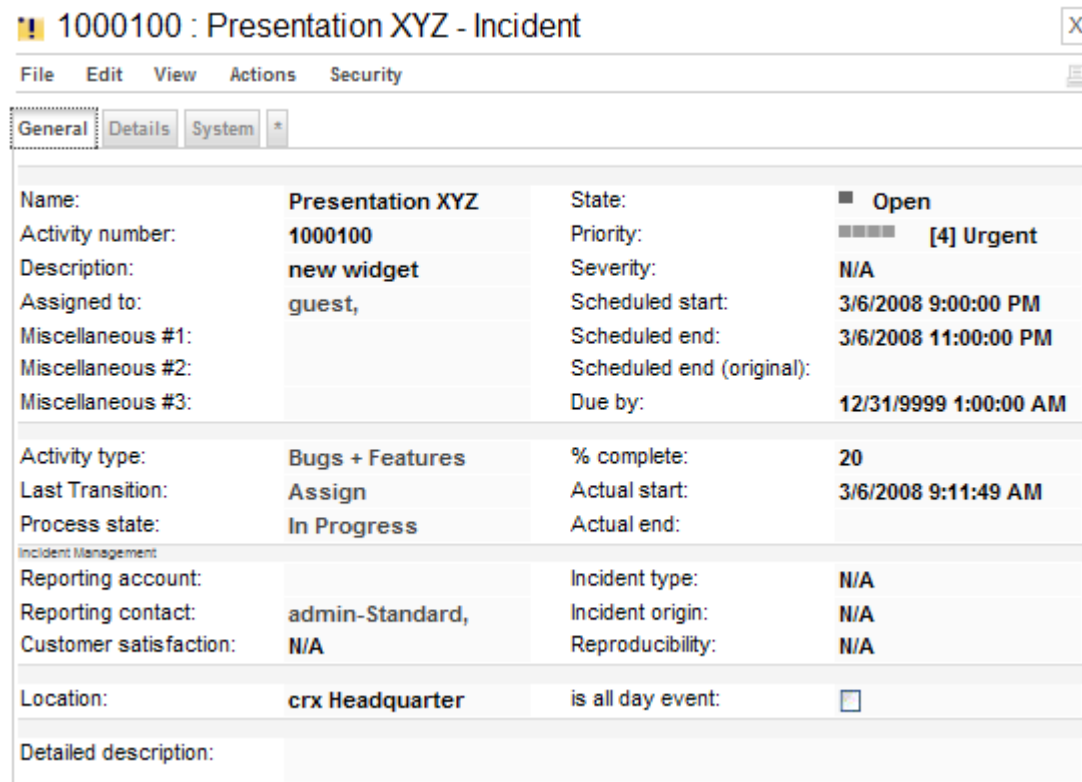 1000100 : Presentation XYZ - Incident
X
File Edit View Actions Security
General Details System *
Name: Presentation XYZ State: Open
Activity number: 1000100 Priority: [4] Urgent
Description: new widget Severity: N/A
Assigned to: guest, Scheduled start: 3/6/2008 9:00:00 PM
Miscellaneous #1: Scheduled end: 3/6/2008 11:00:00 PM
Miscellaneous #2: Scheduled end (original):
Miscellaneous #3: Due by: 12/31/9999 1:00:00 AM
Activity type: Bugs + Features % complete: 20
Last Transition: Assign Actual start: 3/6/2008 9:11:49 AM
Process state: In Progress Actual end:
Incident Management
Reporting account: Incident type: N/A
Reporting contact: admin-Standard, Incident origin: N/A
Customer satisfaction: N/A Reproducibility: N/A
Location: crx Headquarter is all day event:
Detailed description: